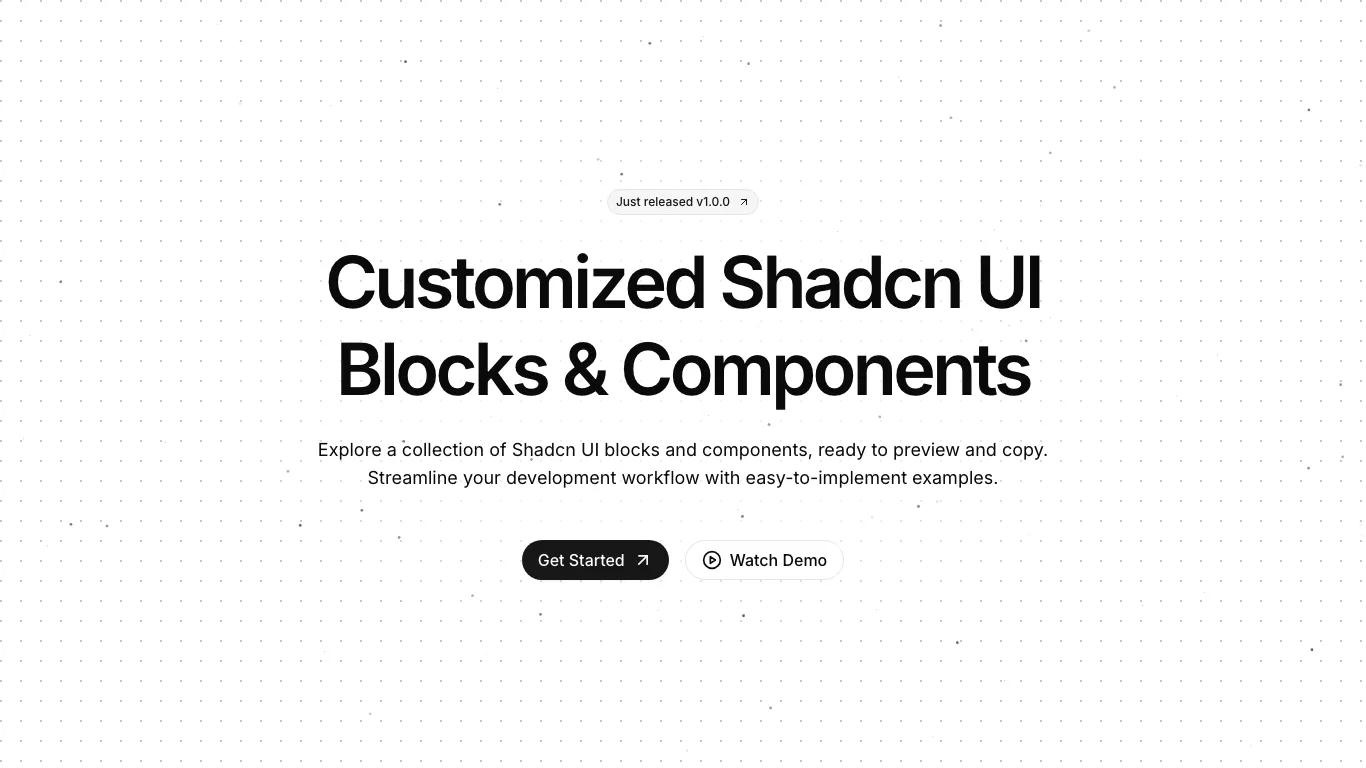 Just released v1.0.0
Customized Shadcn UI
Blocks & Components
Explore a collection of Shadcn UI blocks and components, ready to preview and copy.
Streamline your development workflow with easy-to-implement examples.
Get Started
Watch Demo